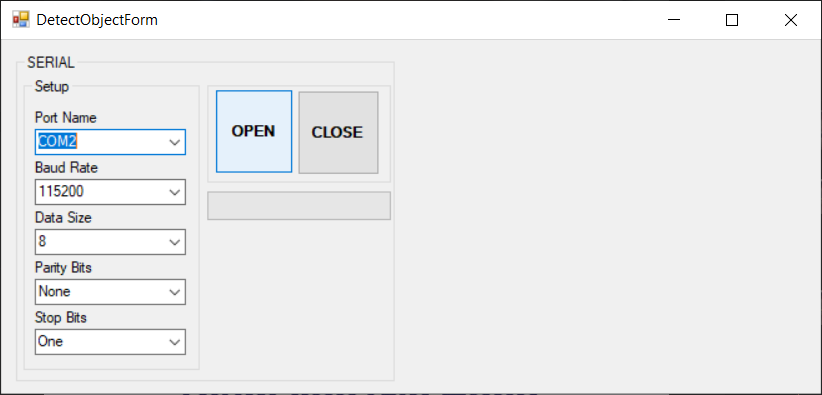 DetectObjectForm
SERIAL
Setup
Port Name
COM2
Baud Rate
115200
Data Size
8
Parity Bits
None
Stop Bits
One
OPEN
CLOSE